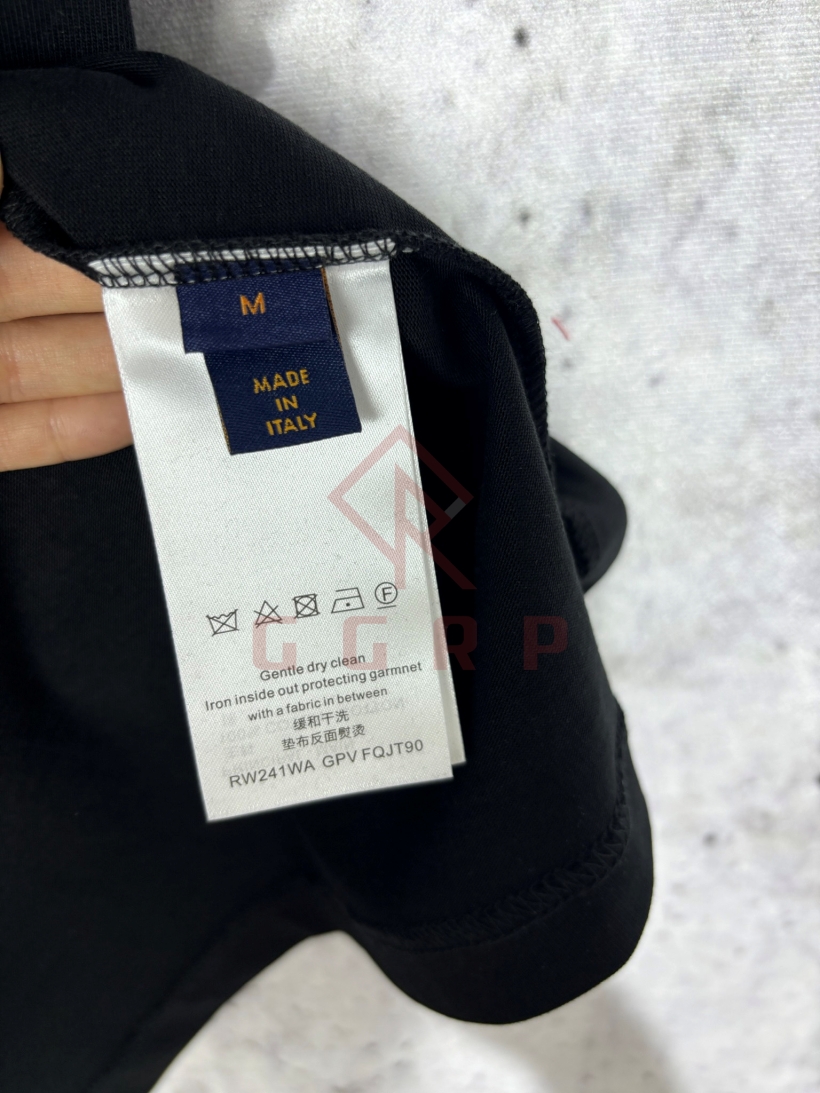 M
MADE
IN
ITALY
F
GGRP
Gentle dry clean
Iron inside out protecting garmnet
with a fabric in between
缓和干洗
垫布反面熨烫
RW241WA GPV FQJT90